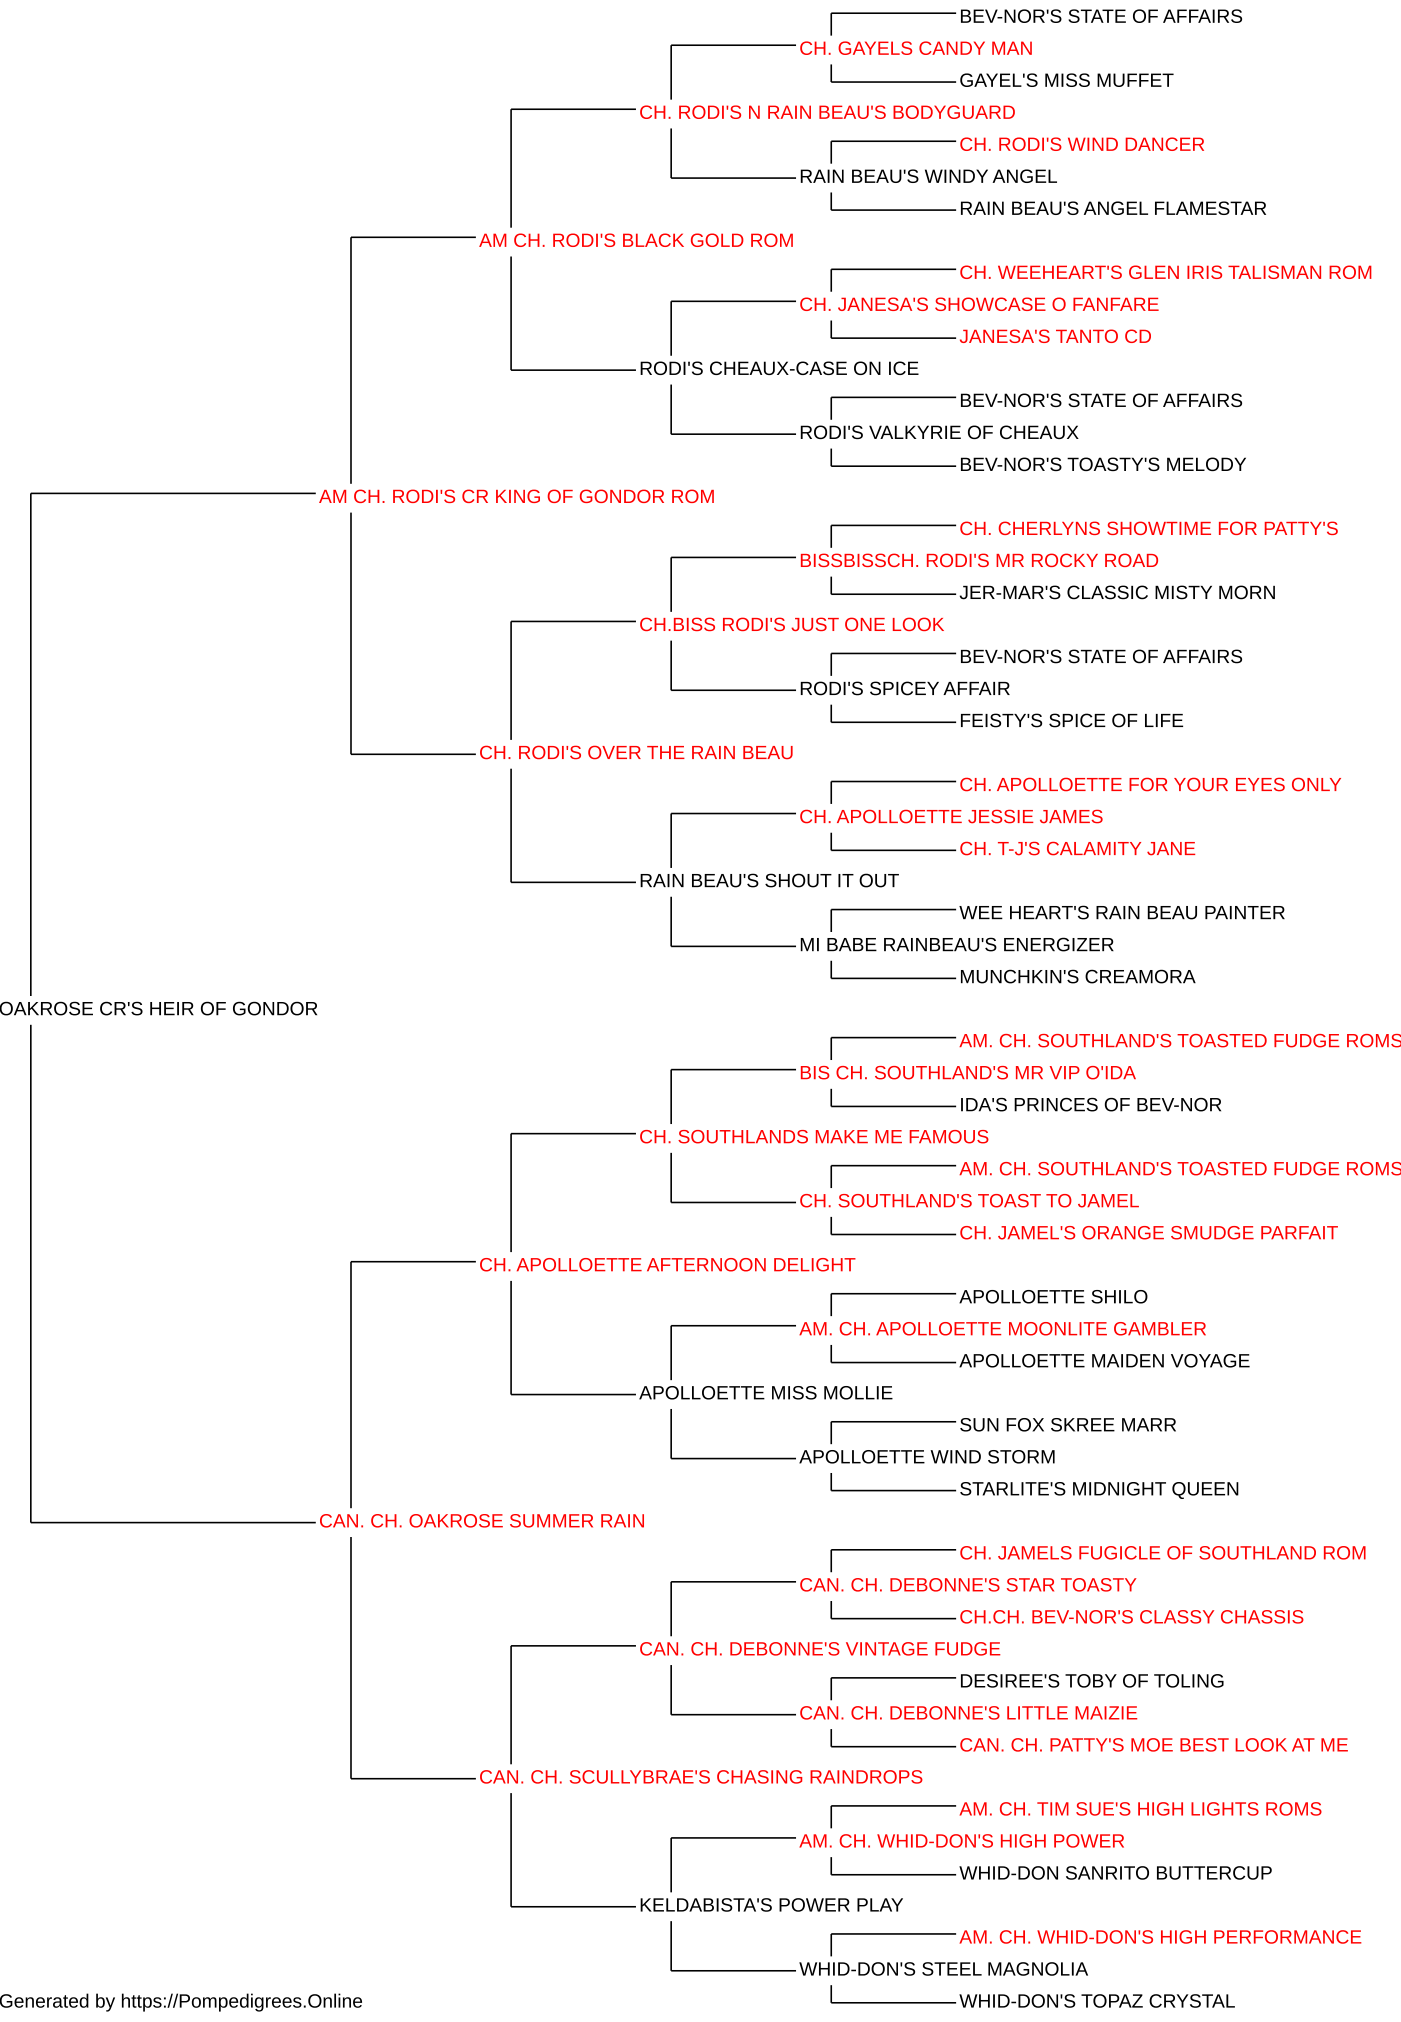 BEV-NOR'S STATE OF AFFAIRS
CH. GAYELS CANDY MAN
GAYEL'S MISS MUFFET
CH. RODI'S N RAIN BEAU'S BODYGUARD
CH. RODI'S WIND DANCER
RAIN BEAU'S WINDY ANGEL
RAIN BEAU'S ANGEL FLAMESTAR
AM CH. RODI'S BLACK GOLD ROM
CH. WEEHEART'S GLEN IRIS TALISMAN ROM
CH. JANESA'S SHOWCASE O FANFARE
JANESA'S TANTO CD
RODI'S CHEAUX-CASE ON ICE
BEV-NOR'S STATE OF AFFAIRS
RODI'S VALKYRIE OF CHEAUX
BEV-NOR'S TOASTY'S MELODY
AM CH. RODI'S CR KING OF GONDOR ROM
CH. CHERLYNS SHOWTIME FOR PATTY'S
BISSBISSCH. RODI'S MR ROCKY ROAD
JER-MAR'S CLASSIC MISTY MORN
CH.BISS RODI'S JUST ONE LOOK
BEV-NOR'S STATE OF AFFAIRS
RODI'S SPICEY AFFAIR
FEISTY'S SPICE OF LIFE
CH. RODI'S OVER THE RAIN BEAU
CH. APOLLOETTE FOR YOUR EYES ONLY
CH. APOLLOETTE JESSIE JAMES
CH. T-J'S CALAMITY JANE
RAIN BEAU'S SHOUT IT OUT
WEE HEART'S RAIN BEAU PAINTER
MI BABE RAINBEAU'S ENERGIZER
MUNCHKIN'S CREAMORA
OAKROSE CR'S HEIR OF GONDOR
AM. CH. SOUTHLAND'S TOASTED FUDGE ROMS
BIS CH. SOUTHLAND'S MR VIP O'IDA
IDA'S PRINCES OF BEV-NOR
CH. SOUTHLANDS MAKE ME FAMOUS
AM. CH. SOUTHLAND'S TOASTED FUDGE ROMS
CH. SOUTHLAND'S TOAST TO JAMEL
CH. JAMEL'S ORANGE SMUDGE PARFAIT
CH. APOLLOETTE AFTERNOON DELIGHT
APOLLOETTE SHILO
AM. CH. APOLLOETTE MOONLITE GAMBLER
APOLLOETTE MAIDEN VOYAGE
APOLLOETTE MISS MOLLIE
SUN FOX SKREE MARR
APOLLOETTE WIND STORM
STARLITE'S MIDNIGHT QUEEN
CAN. CH. OAKROSE SUMMER RAIN
CH. JAMELS FUGICLE OF SOUTHLAND ROM
CAN. CH. DEBONNE'S STAR TOASTY
CH.CH. BEV-NOR'S CLASSY CHASSIS
CAN. CH. DEBONNE'S VINTAGE FUDGE
DESIREE'S TOBY OF TOLING
CAN. CH. DEBONNE'S LITTLE MAIZIE
CAN. CH. PATTY'S MOE BEST LOOK AT ME
CAN. CH. SCULLYBRAE'S CHASING RAINDROPS
AM. CH. TIM SUE'S HIGH LIGHTS ROMS
AM. CH. WHID-DON'S HIGH POWER
WHID-DON SANRITO BUTTERCUP
KELDABISTA'S POWER PLAY
AM. CH. WHID-DON'S HIGH PERFORMANCE
WHID-DON'S STEEL MAGNOLIA
WHID-DON'S TOPAZ CRYSTAL
Generated by https://Pompedigrees.Online